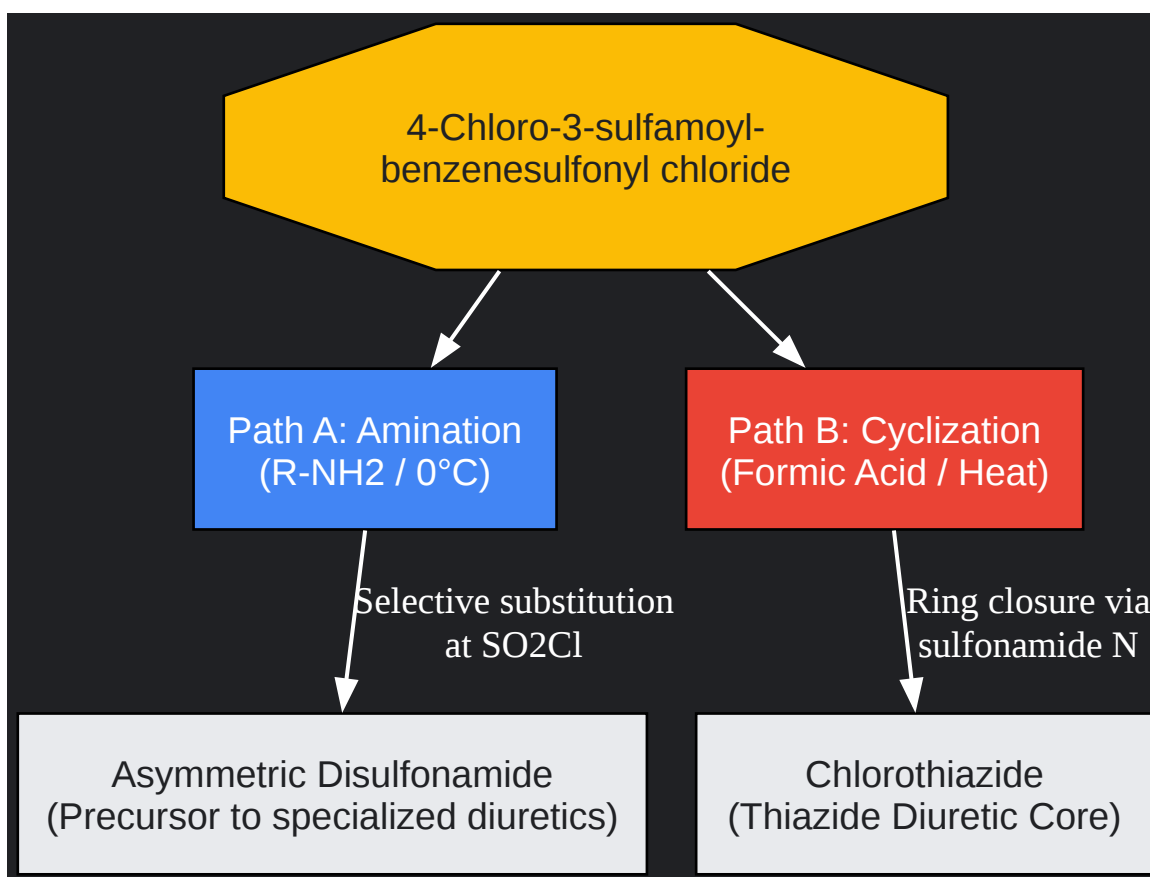 4-Chloro-3-sulfamoyl-
benzenesulfonyl chloride
Path A: Amination
(R-NH2 / 0°C)
Path B: Cyclization
(Formic Acid / Heat)
Selective substitution
at SO2Cl
Ring closure via
sulfonamide N
Asymmetric Disulfonamide
(Precursor to specialized diuretics)
Chlorothiazide
(Thiazide Diuretic Core)